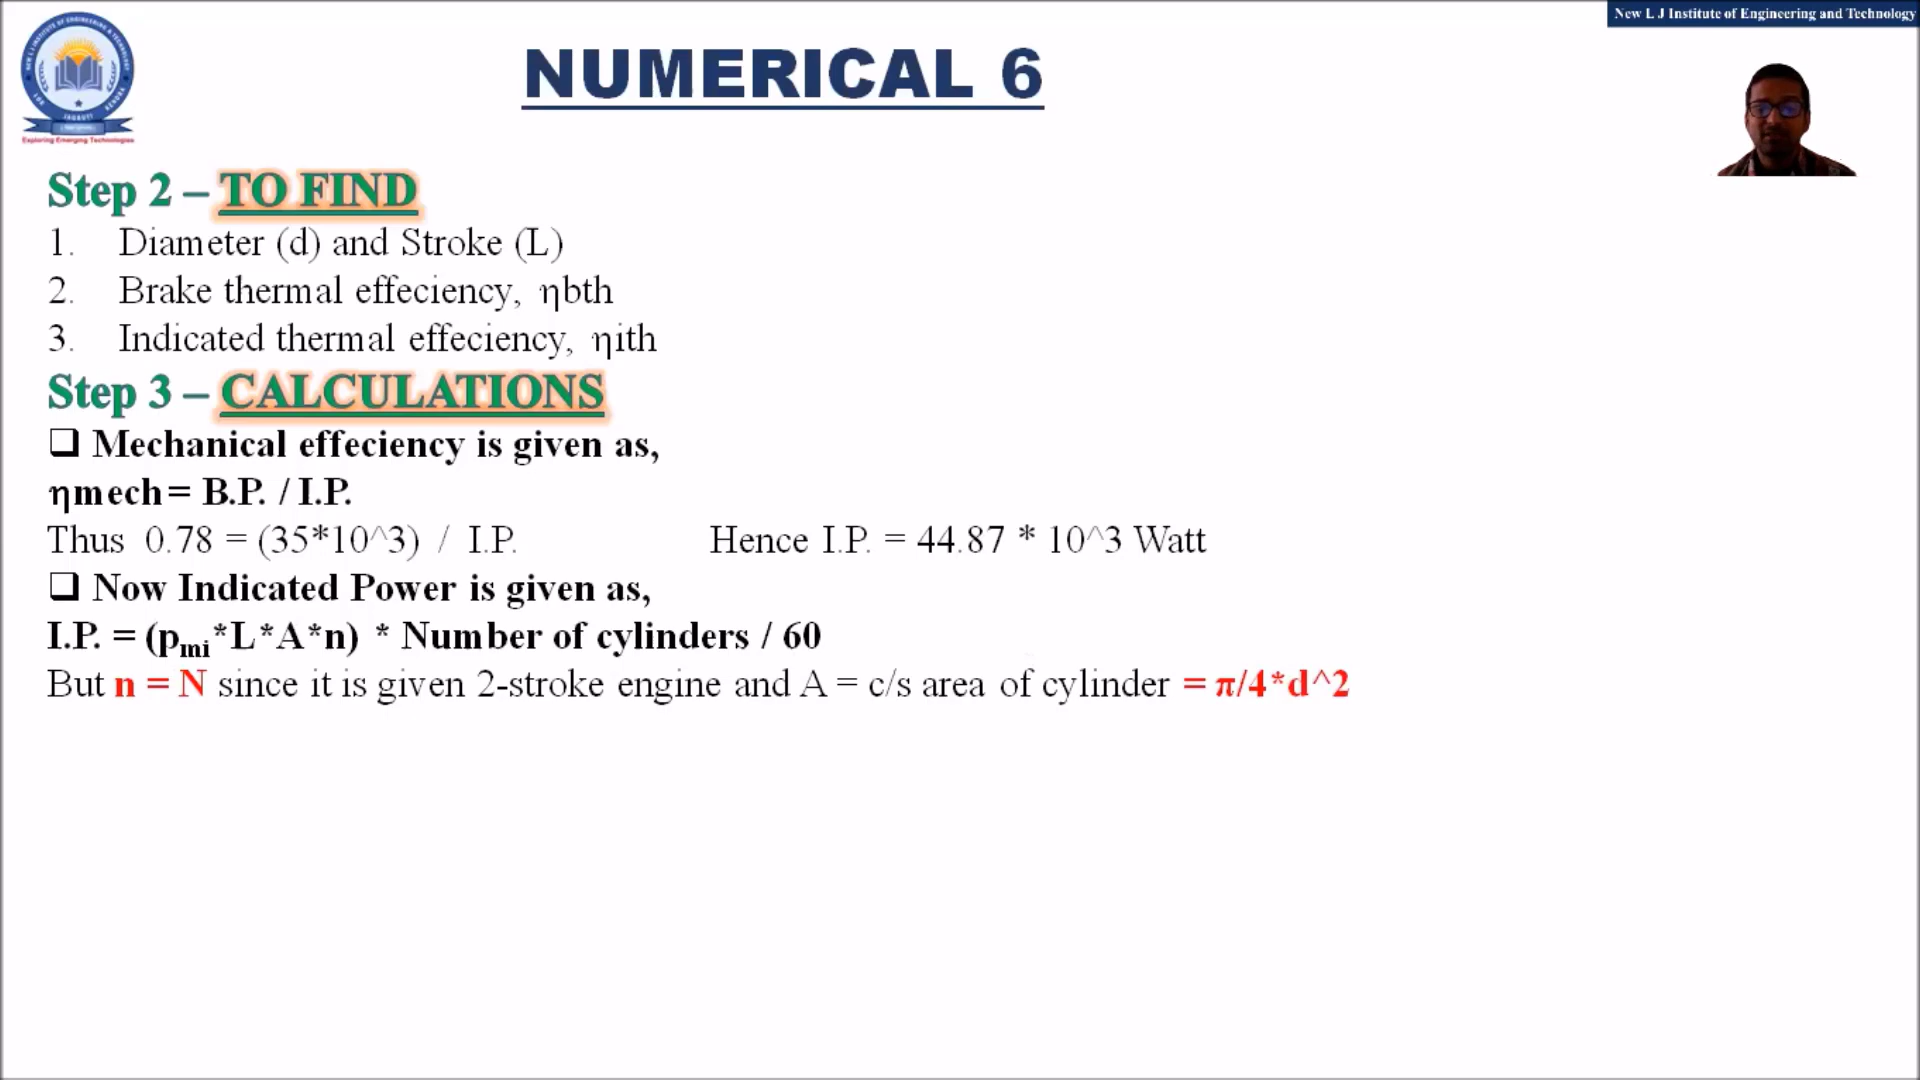 New L J Institute of Engineering and Technology
NUMERICAL 6
Exploring Emerging Technologies
Step 2 – TO FIND
1. Diameter (d) and Stroke (L)
2. Brake thermal effeciency, ηbth
3. Indicated thermal effeciency, ηith
Step 3 – CALCULATIONS
❑ Mechanical effeciency is given as,
ηmech= B.P. / I.P.
Thus 0.78 = (35*10^3) / I.P. Hence I.P. = 44.87 * 10^3 Watt
❑ Now Indicated Power is given as,
I.P. = (pmi*L*A*n) * Number of cylinders / 60
But n = N since it is given 2-stroke engine and A = c/s area of cylinder = π/4*d^2